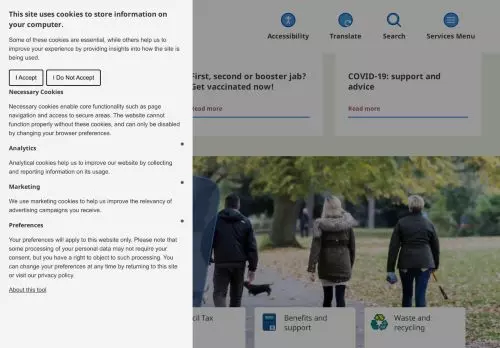 This site uses cookies to store information on
your computer.
Some of these cookies are essential, while others help us to
improve your experience by providing insights into how the site is
being used.
I Accept
I Do Not Accept
Necessary Cookies
Necessary cookies enable core functionality such as page
navigation and access to secure areas. The website cannot
function properly without these cookies, and can only be disabled
by changing your browser preferences.
Analytics
Analytical cookies help us to improve our website by collecting
and reporting information on its usage.
Marketing
We use marketing cookies to help us improve the relevancy of
advertising campaigns you receive.
Preferences
Your preferences will apply to this website only. Please note that
some processing of your personal data may not require your
consent, but you have a right to object to such processing. You
can change your preferences at any time by returning to this site
or visit our privacy policy.
About this tool
Accessibility
Translate
Search
Services Menu
First, second or booster jab?
Get vaccinated now!
Read more
COVID-19: support and
advice
Read more
cil Tax
Benefits and
support
Waste and
recycling